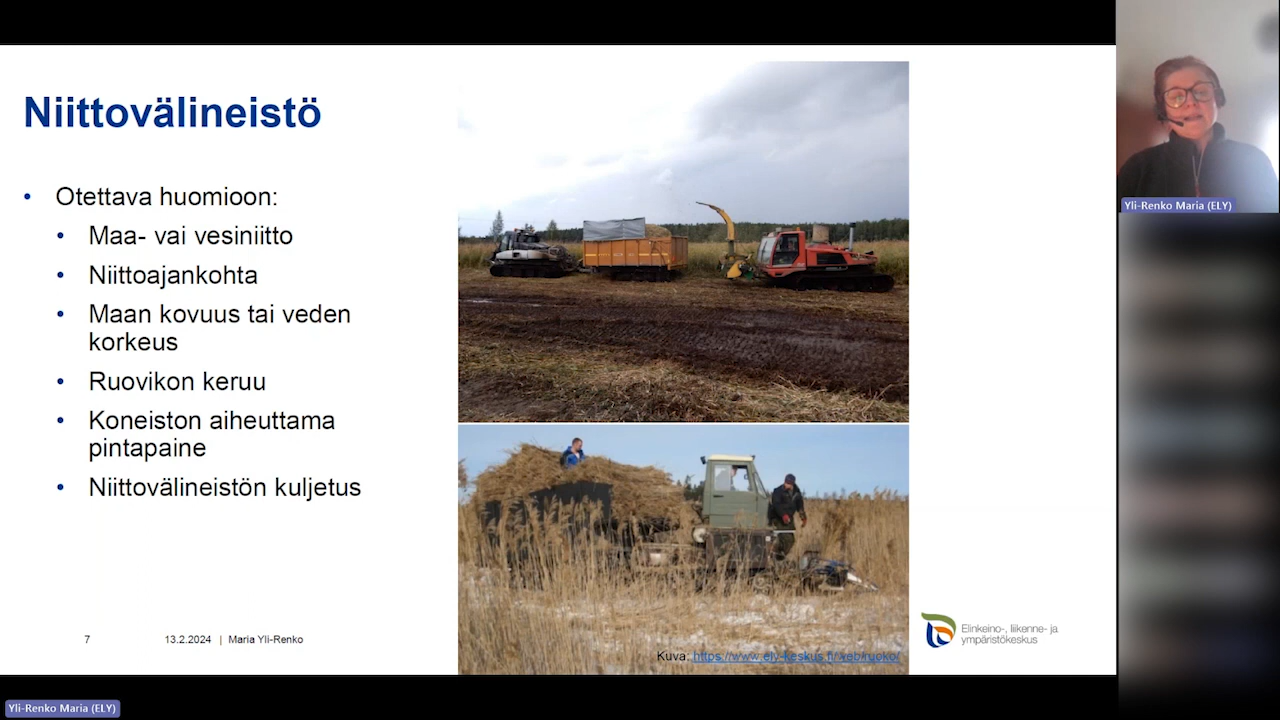 Niittovälineistö
• Otettava huomioon:
• Maa- vai vesiniitto
• Niittoajankohta
• Maan kovuus tai veden
korkeus
• Ruovikon keruu
• Koneiston aiheuttama
pintapaine
• Niittovälineistön kuljetus
7
13.2.2024 | Maria Yli-Renko
Kuva: https://www.ely-keskus.fi/web/ruoko/
Elinkeino-, liikenne- ja
ympäristökeskus
Yli-Renko Maria (ELY)
Yli-Renko Maria (ELY)